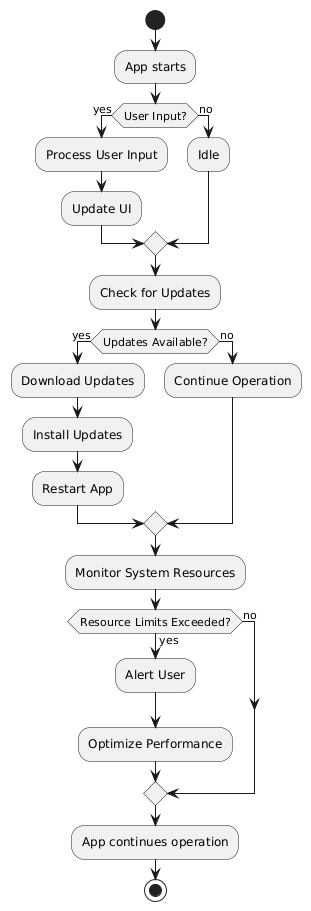 App starts
yes
User Input?
no
Process User Input
Idle
Update UI
Check for Updates
yes
Updates Available?
no
Download Updates
Continue Operation
Install Updates
Restart App
Monitor System Resources
Resource Limits Exceeded?
no
yes
Alert User
Optimize Performance
App continues operation